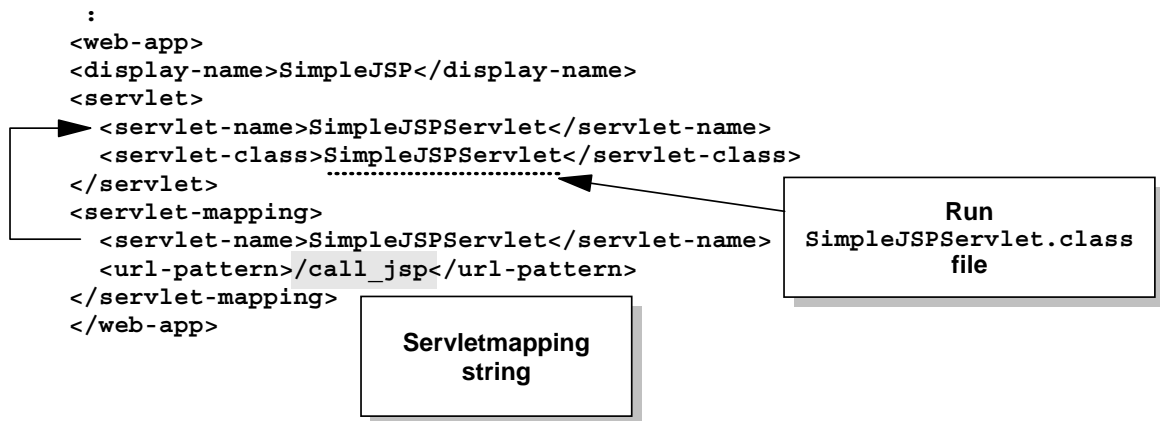 :
<web-app>
<display-name>SimpleJSP</display-name>
<servlet>
<servlet-name>SimpleJSPServlet</servlet-name>
<servlet-class>SimpleJSPServlet</servlet-class>
</servlet>
<servlet-mapping>
<servlet-name>SimpleJSPServlet</servlet-name>
<url-pattern>/call_jsp</url-pattern>
</servlet-mapping>
</web-app>
Run
SimpleJSPServlet.class
file
Servletmapping
string